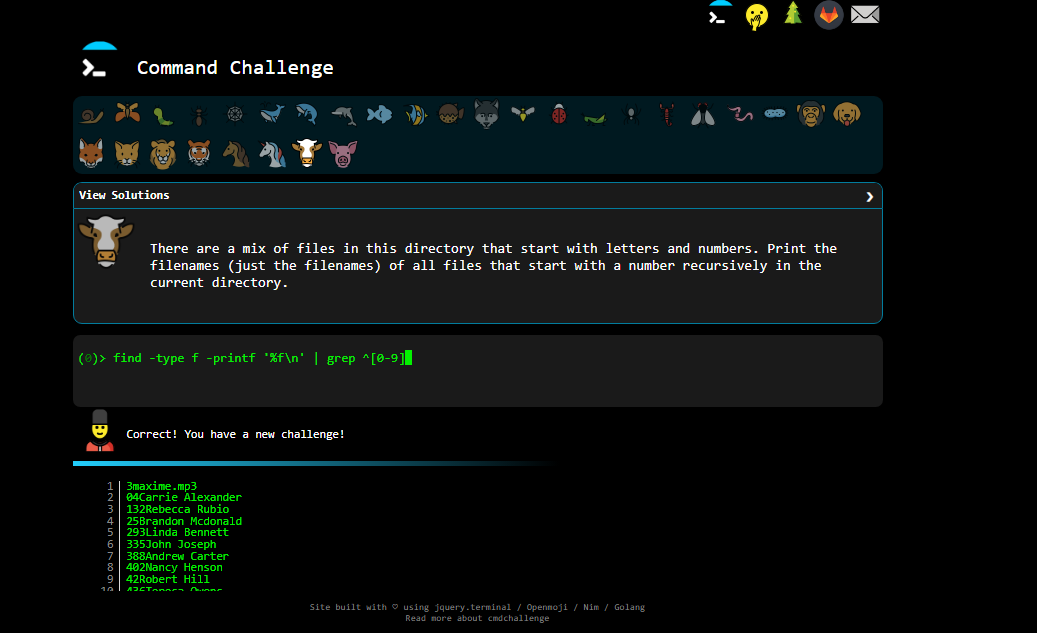 Command Challenge
View Solutions
There are a mix of files in this directory that start with letters and numbers. Print the
filenames (just the filenames) of all files that start with a number recursively in the
current directory.
(0)> find -type f -printf '%f\n' | grep ^[0-9]
Correct! You have a new challenge!
1 3maxime.mp3
2 04Carrie Alexander
3 132Rebecca Rubio
4 25Brandon Mcdonald
5 293Linda Bennett
6 335John Joseph
7 388Andrew Carter
8 402Nancy Henson
9 42Robert Hill
10 436Teresa Owens
Site built with ♡ using jquery.terminal / Openmoji / Nim / Golang
Read more about cmdchallenge